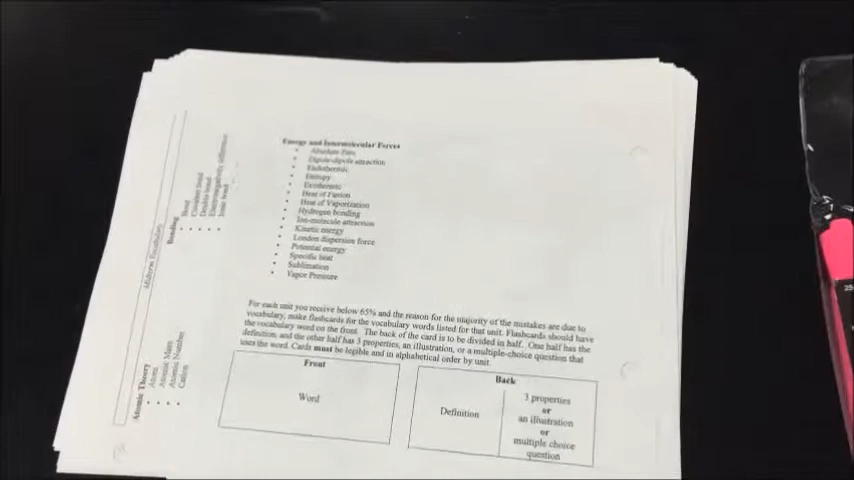 Energy and Intermolecular Forces
• Absolute Zero
• Dipole-dipole attraction
• Endothermic
• Entropy
• Exothermic
• Heat of Fusion
• Heat of Vaporization
• Hydrogen bonding
• Ion-molecule attraction
• Kinetic energy
• London dispersion force
• Potential energy
• Specific heat
• Sublimation
• Vapor Pressure
For each unit you receive below 65% and the reason for the majority of the mistakes are due to
vocabulary, make flashcards for the vocabulary words listed for that unit. Flashcards should have
the vocabulary word on the front. The back of the card is to be divided in half. One half has the
definition, and the other half has 3 properties, an illustration, or a multiple-choice question that
uses the word. Cards must be legible and in alphabetical order by unit.
Front
Word
Back
Definition
3 properties
or
an illustration
or
multiple choice
question
Midterm Vocabulary
Atomic Theory
• Atom
• Atomic Mass
• Atomic Number
• Cation
Bonding
• Bond
• Covalent bond
• Double bond
• Electronegativity difference
• Ionic bond
25